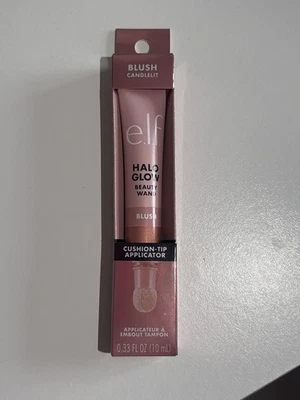 BLUSH
CANDLELIT
e.l.f
HALO
GLOW
BEAUTY
WAND
BLUSH
CUSHION-TIP
APPLICATOR
APPLICATEUR À
EMBOUT TAMPON
0.33 FL OZ (10 mL)